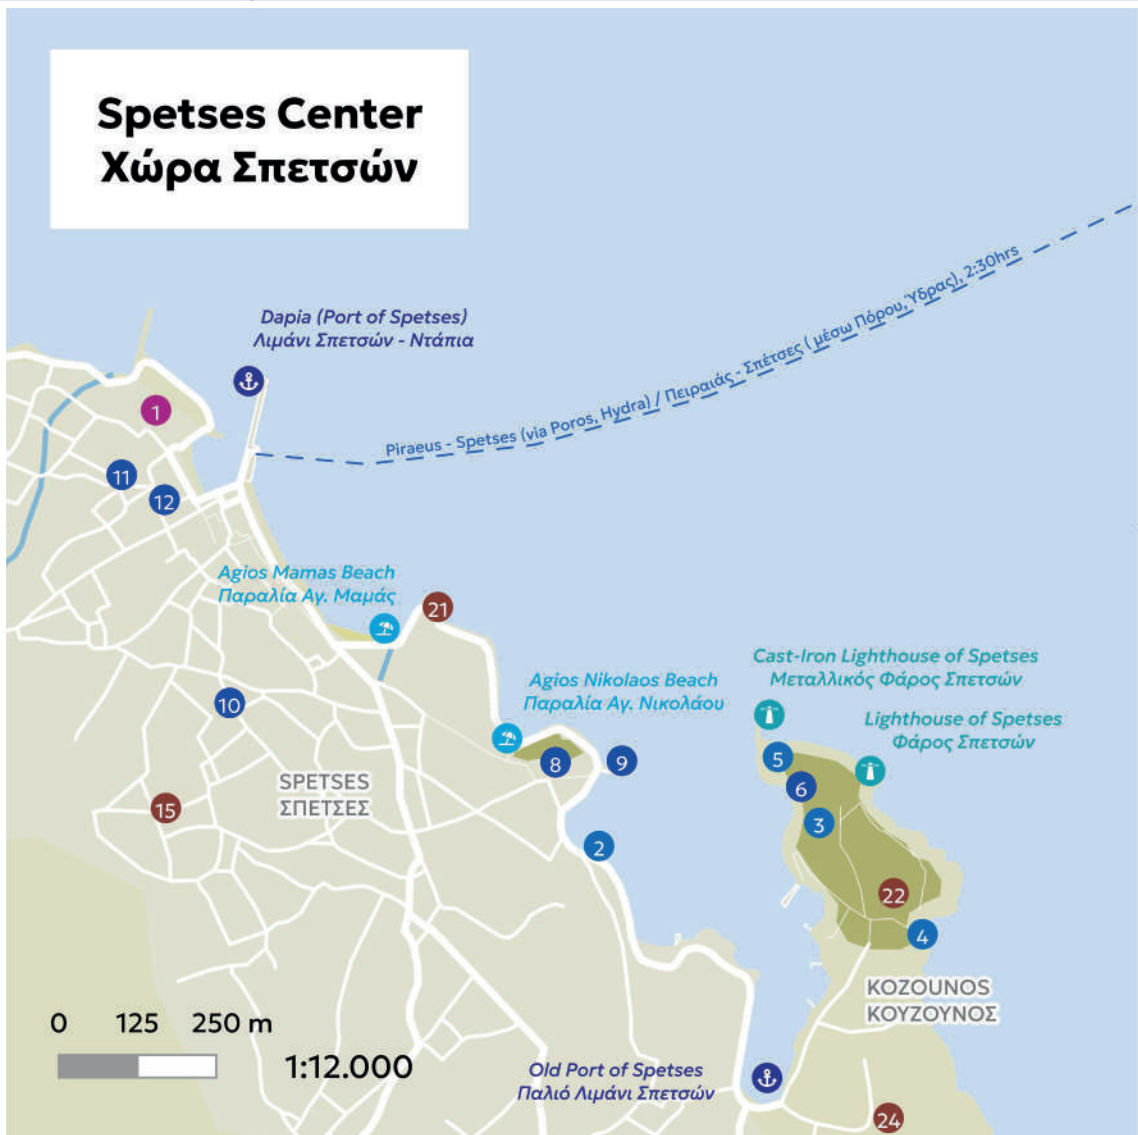 Spetses Center
Χώρα Σπετσών
Dapia (Port of Spetses)
Λιμάνι Σπετσών - Ντάπια
Piraeus - Spetses (via Poros, Hydra) / Πειραιάς - Σπέτσες ( μέσω Πόρου, Ύδρας), 2:30hrs
1
11
12
Agios Mamas Beach
Παραλία Αγ. Μαμάς
21
Agios Nikolaos Beach
Παραλία Αγ. Νικολάου
Cast-Iron Lighthouse of Spetses
Μεταλλικός Φάρος Σπετσών
Lighthouse of Spetses
Φάρος Σπετσών
10
8
9
5
6
3
SPETSES
ΣΠΕΤΣΕΣ
15
2
22
4
KOZOUNOS
ΚΟΥΖΟΥΝΟΣ
0 125 250 m
1:12.000
Old Port of Spetses
Παλιό Λιμάνι Σπετσών
24